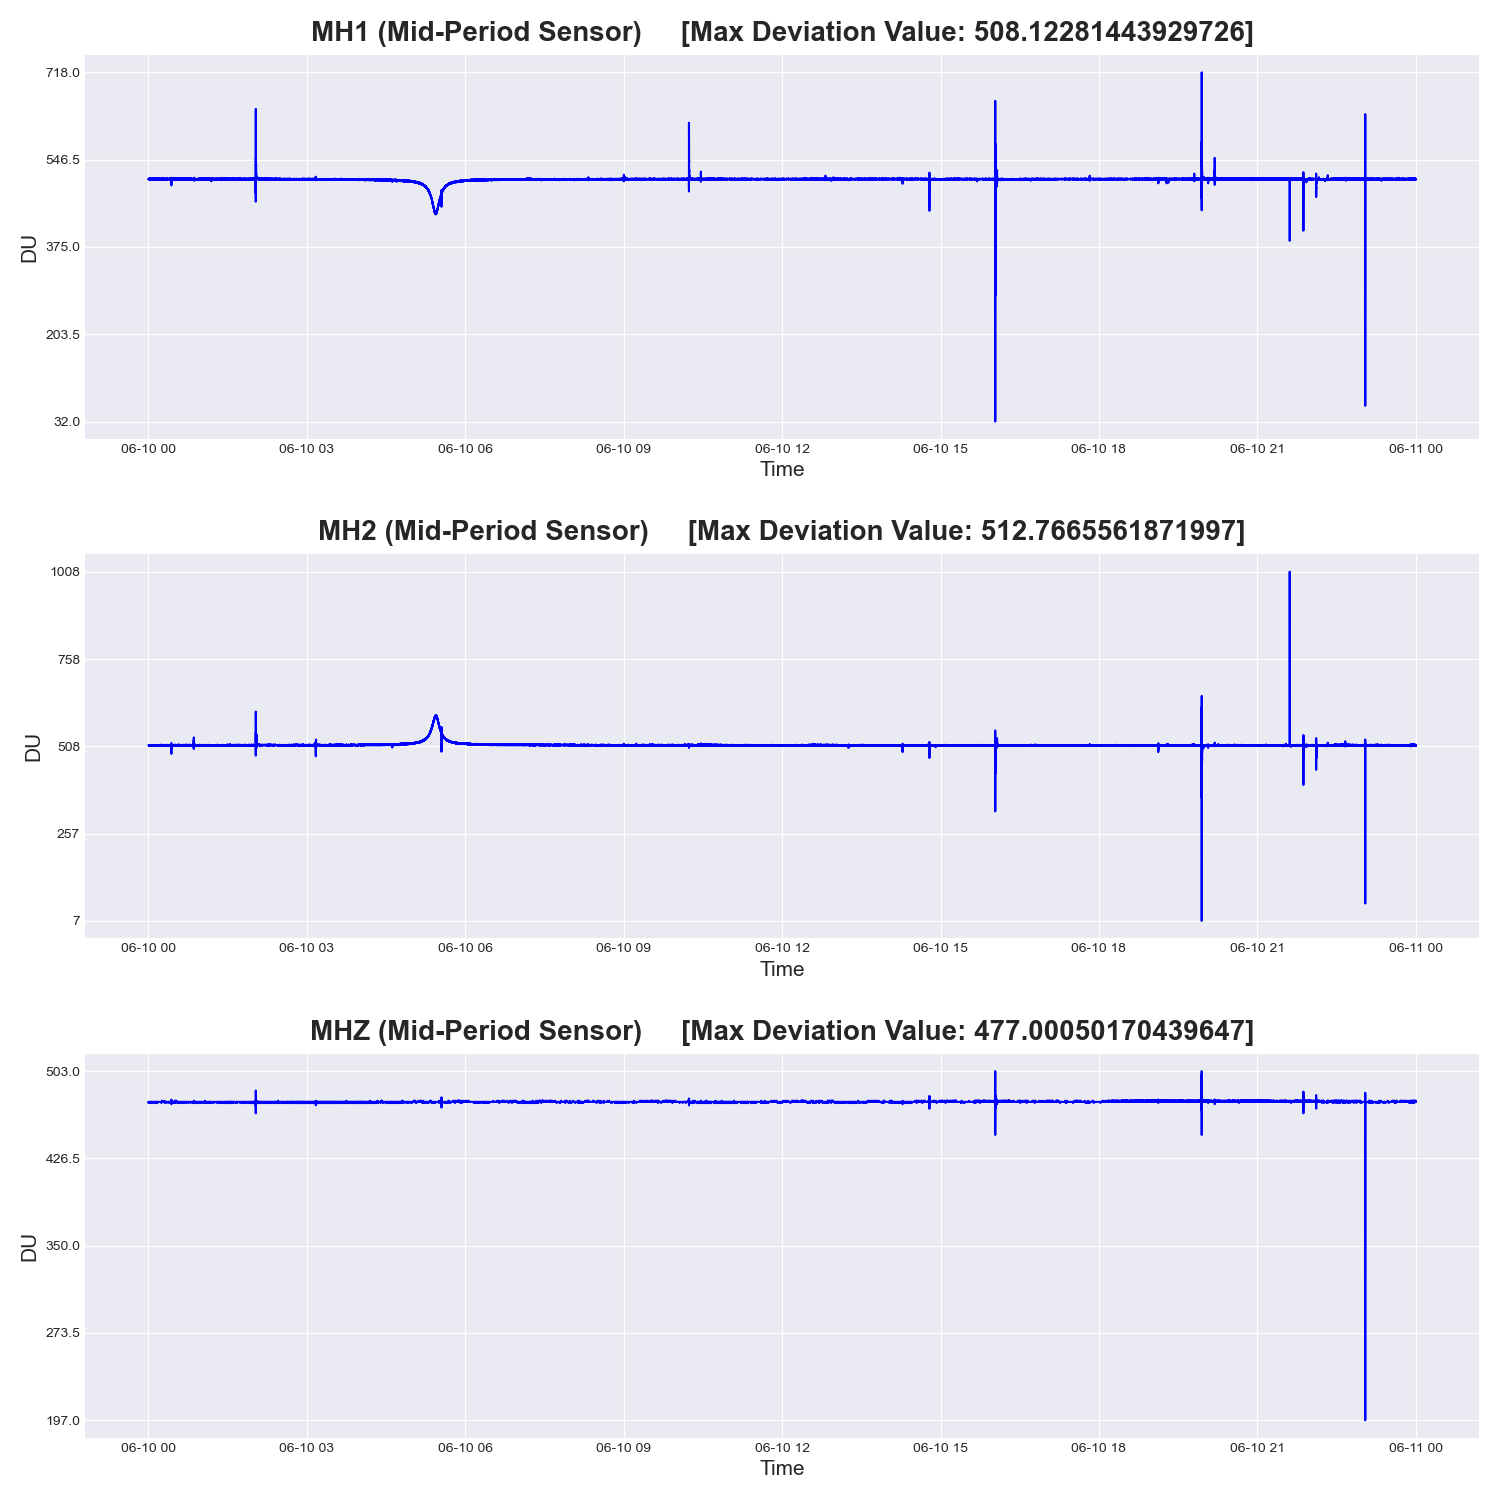 MH1 (Mid-Period Sensor) [Max Deviation Value: 508.12281443929726]
718.0
546.5
375.0
203.5
32.0
DU
06-10 00 06-10 03 06-10 06 06-10 09 06-10 12 06-10 15 06-10 18 06-10 21 06-11 00
Time
MH2 (Mid-Period Sensor) [Max Deviation Value: 512.7665561871997]
1008
758
508
257
7
DU
06-10 00 06-10 03 06-10 06 06-10 09 06-10 12 06-10 15 06-10 18 06-10 21 06-11 00
Time
MHZ (Mid-Period Sensor) [Max Deviation Value: 477.00050170439647]
503.0
426.5
350.0
273.5
197.0
DU
06-10 00 06-10 03 06-10 06 06-10 09 06-10 12 06-10 15 06-10 18 06-10 21 06-11 00
Time